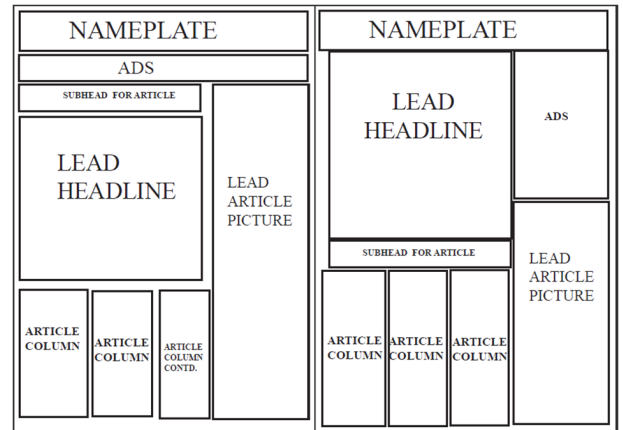 NAMEPLATE
ADS
SUBHEAD FOR ARTICLE
LEAD
HEADLINE
LEAD
ARTICLE
PICTURE
ARTICLE
COLUMN
ARTICLE
COLUMN
ARTICLE
COLUMN
CONTD.
NAMEPLATE
LEAD
HEADLINE
ADS
SUBHEAD FOR ARTICLE
LEAD
ARTICLE
PICTURE
ARTICLE
COLUMN
ARTICLE
COLUMN
ARTICLE
COLUMN